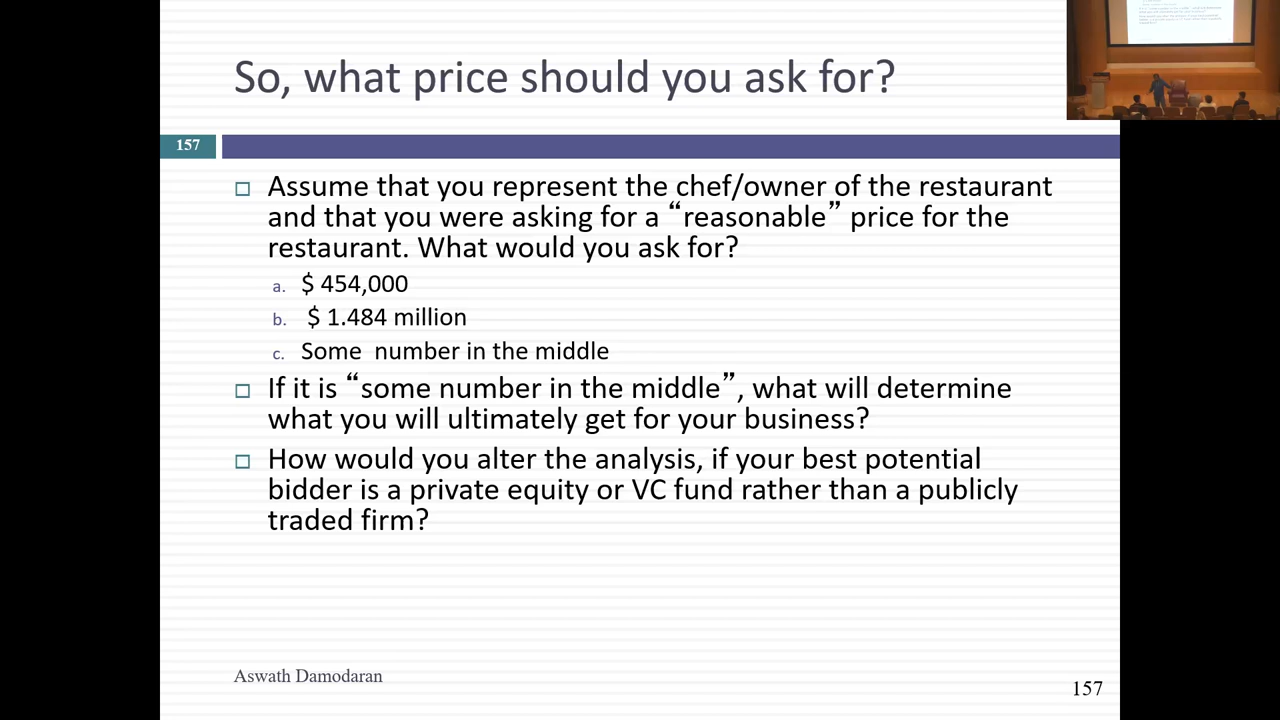 So, what price should you ask for?
157
Assume that you represent the chef/owner of the restaurant
and that you were asking for a “reasonable” price for the
restaurant. What would you ask for?
a. $ 454,000
b. $ 1.484 million
c. Some number in the middle
If it is “some number in the middle”, what will determine
what you will ultimately get for your business?
How would you alter the analysis, if your best potential
bidder is a private equity or VC fund rather than a publicly
traded firm?
Aswath Damodaran
157